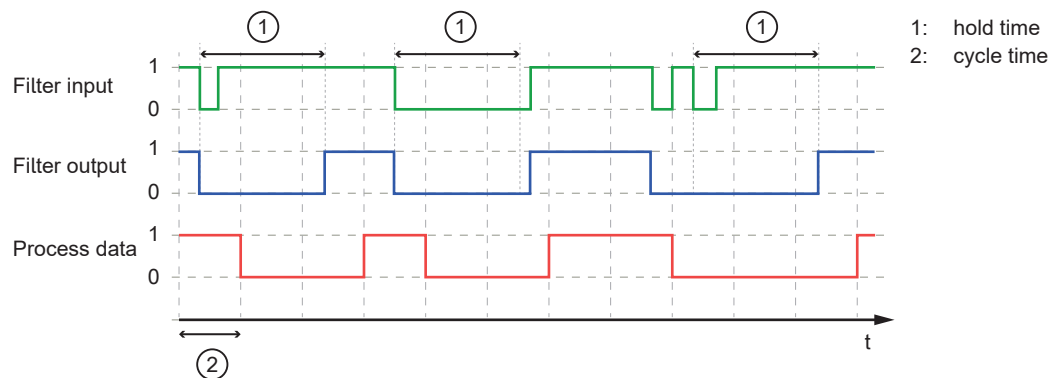 1 1 1
1: hold time
2: cycle time
Filter input
1
0
Filter output
1
0
Process data
1
0
t
2